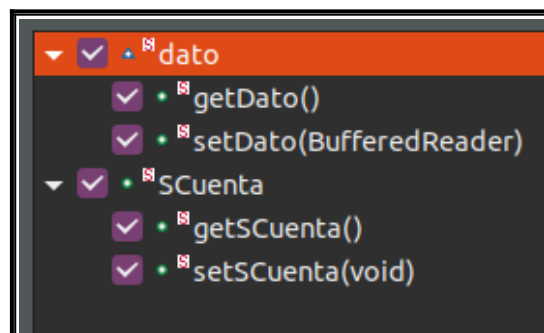 S dato
S getDato()
S setDato(BufferedReader)
S SCuenta
S getSCuenta()
S setSCuenta(void)